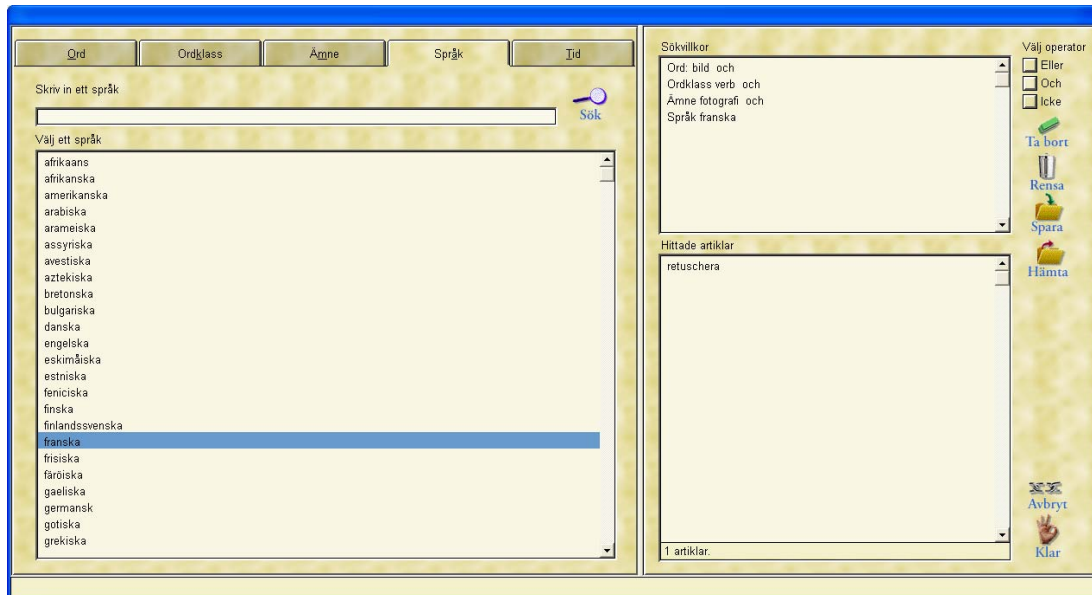 Ord
Ordklass
Ämne
Språk
Tid
Skriv in ett språk
Sök
Välj ett språk
afrikaans
afrikanska
amerikanska
arabiska
arameiska
assyriska
avestiska
aztekiska
bretonska
bulgariska
danska
engelska
eskimåiska
estniska
feniciska
finska
finlandssvenska
franska
frisiska
färöiska
gaeliska
germansk
gotiska
grekiska
Sökvillkor
Ord: bild och
Ordklass verb och
Ämne fotografi och
Språk franska
Hittade artiklar
retuschera
1 artiklar.
Välj operator
Eller
Och
Icke
Ta bort
Rensa
Spara
Hämta
Avbryt
Klar